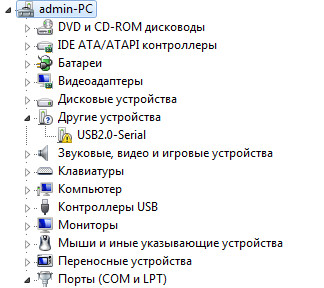 admin-PC
DVD и CD-ROM дисководы
IDE ATA/ATAPI контроллеры
Батареи
Видеоадаптеры
Дисковые устройства
Другие устройства
USB2.0-Serial
Звуковые, видео и игровые устройства
Клавиатуры
Компьютер
Контроллеры USB
Мониторы
Мыши и иные указывающие устройства
Переносные устройства
Порты (COM и LPT)